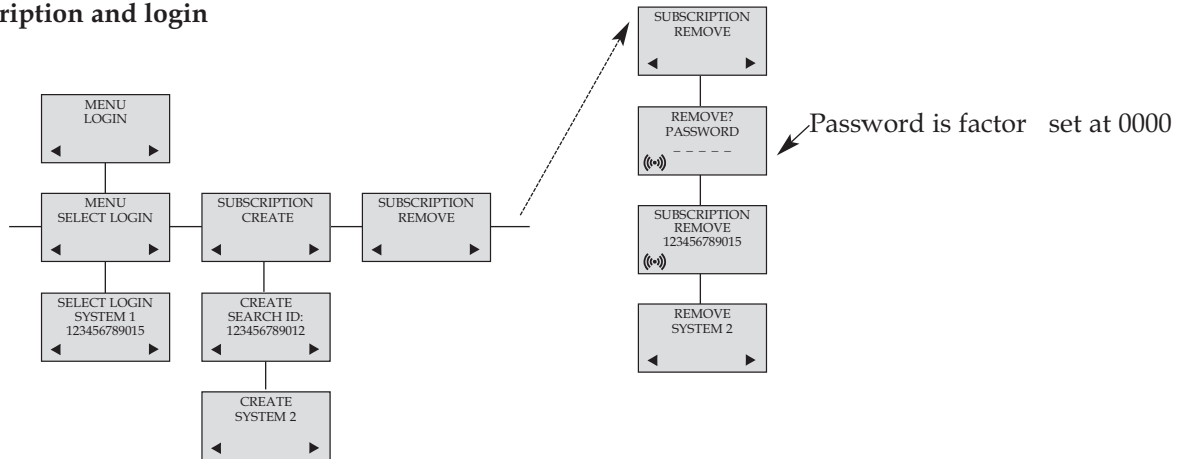 ription and login
MENU
LOGIN
MENU
SELECT LOGIN
SELECT LOGIN
SYSTEM 1
123456789015
SUBSCRIPTION
CREATE
CREATE
SEARCH ID:
123456789012
CREATE
SYSTEM 2
SUBSCRIPTION
REMOVE
SUBSCRIPTION
REMOVE
REMOVE?
PASSWORD
_ _ _ _ _
Password is factor set at 0000
SUBSCRIPTION
REMOVE
123456789015
REMOVE
SYSTEM 2